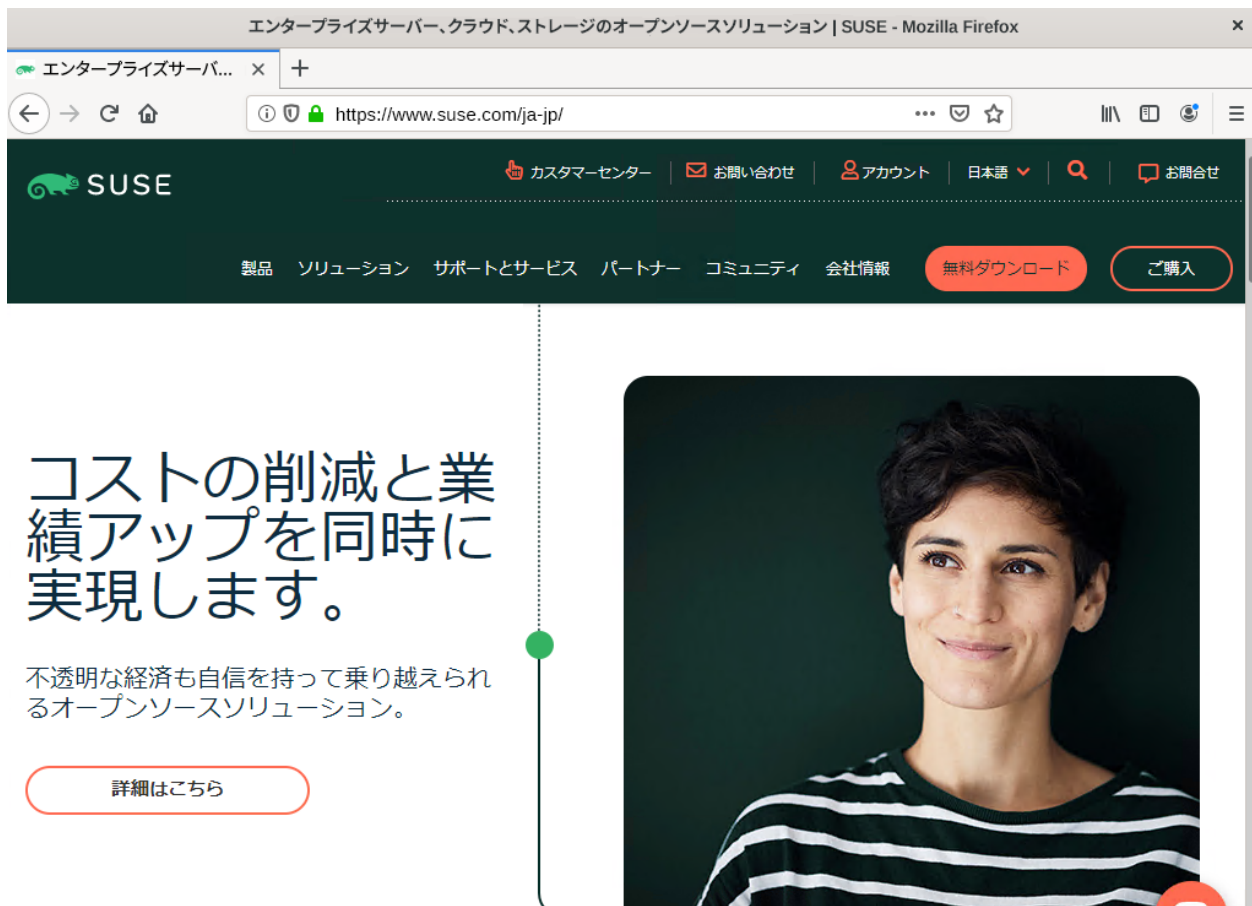 エンタープライズサーバー、クラウド、ストレージのオープンソースソリューション | SUSE - Mozilla Firefox
エンタープライズサーバ...
https://www.suse.com/ja-jp/
SUSE
カスタマーセンター
お問い合わせ
アカウント
日本語
お問合せ
製品 ソリューション サポートとサービス パートナー コミュニティ 会社情報 無料ダウンロード ご購入
コストの削減と業
績アップを同時に
実現します。
不透明な経済も自信を持って乗り越えられ
るオープンソースソリューション。
詳細はこちら